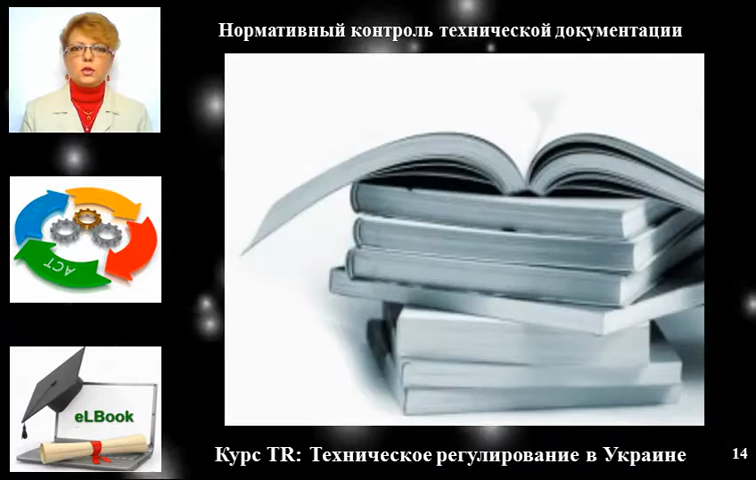 Нормативный контроль технической документации
ACT
eLBook
Курс TR: Техническое регулирование в Украине
14